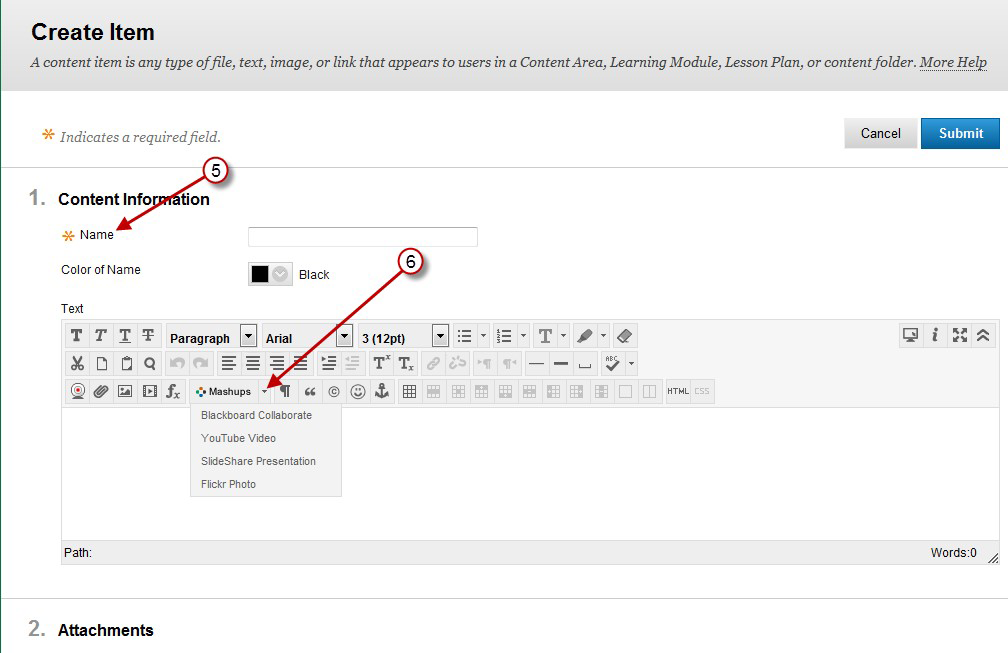 Create Item
A content item is any type of file, text, image, or link that appears to users in a Content Area, Learning Module, Lesson Plan, or content folder. More Help
Indicates a required field.
Cancel Submit
5
1. Content Information
Name
6
Color of Name Black
Text
T T T T Paragraph Arial 3 (12pt) T i
T x T x ABC
fx Mashups ¶ “ © HTML CSS
Blackboard Collaborate
YouTube Video
SlideShare Presentation
Flickr Photo
Path: Words:0
2. Attachments